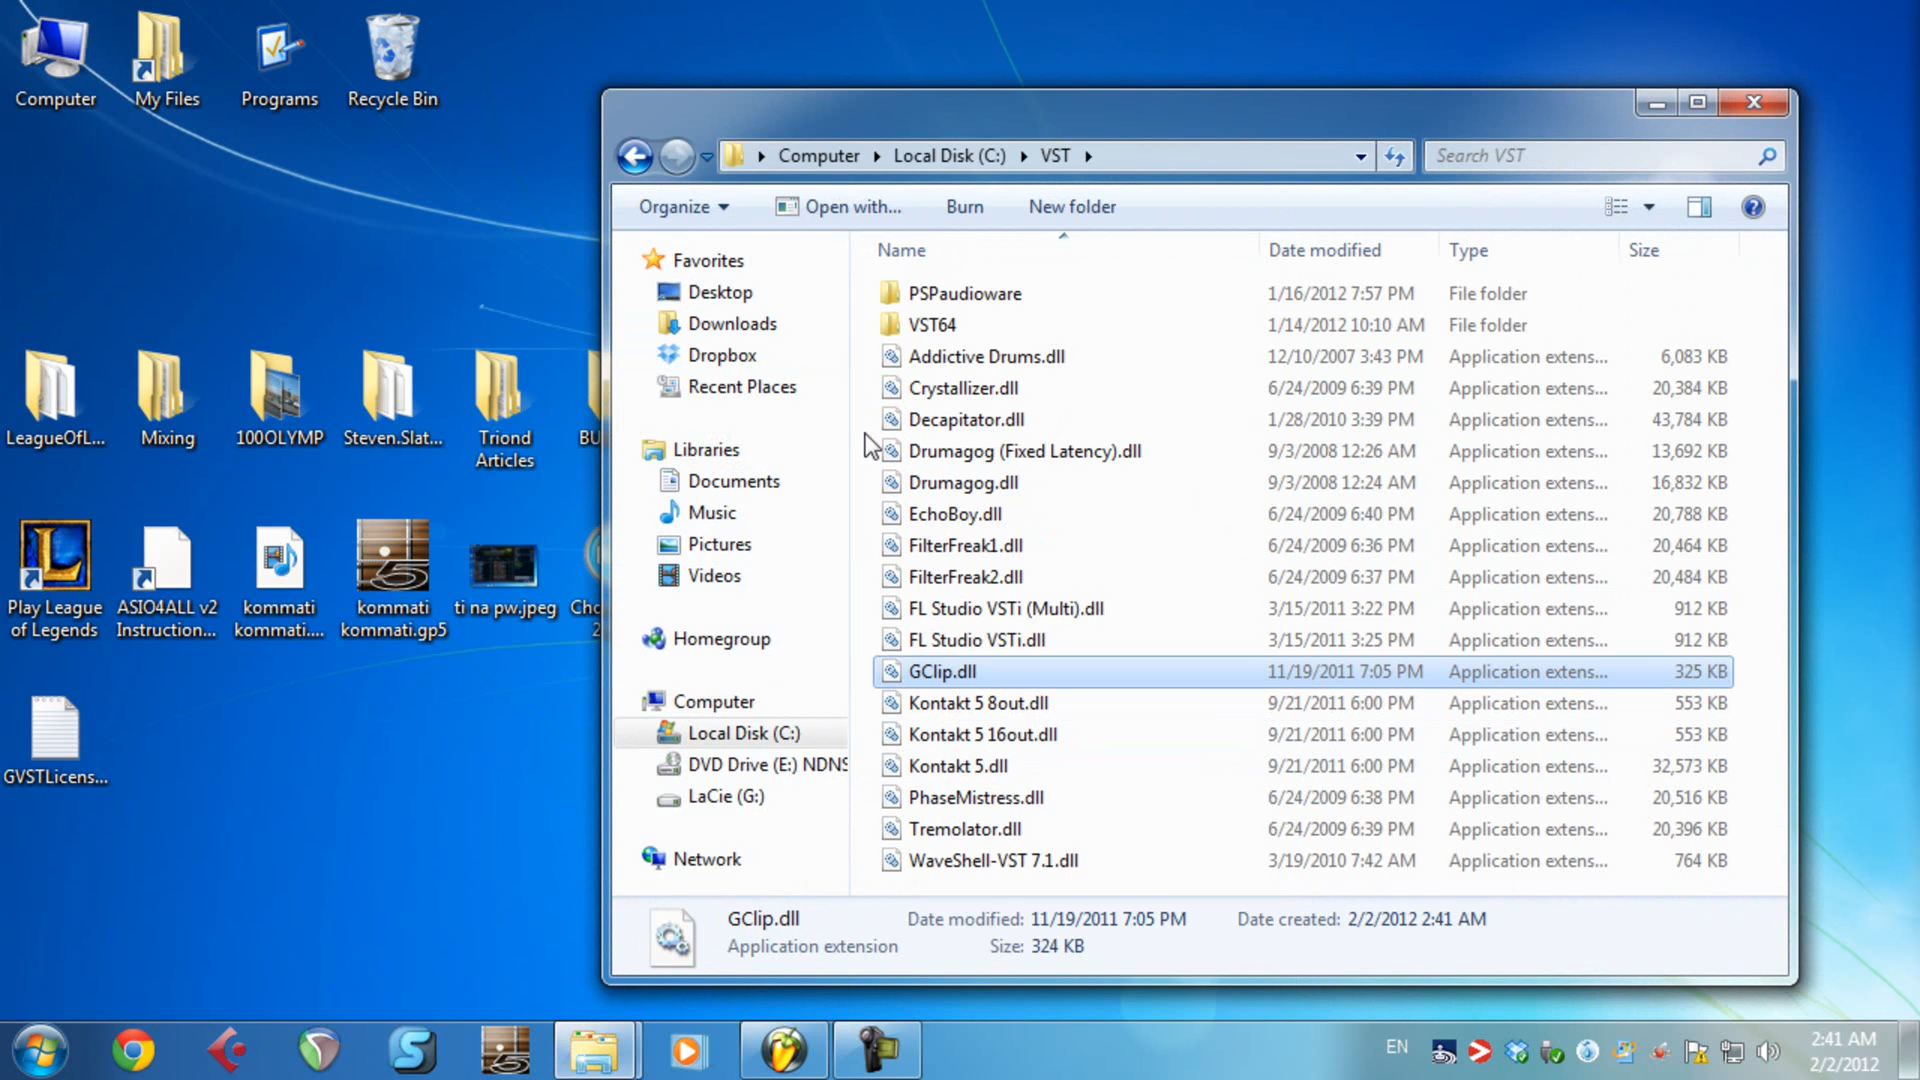 Computer
My Files
Programs
Recycle Bin
LeagueOfL...
Mixing
100OLYMP
Steven.Slat...
Triond
Articles
BU
Play League
of Legends
ASIO4ALL v2
Instruction...
kommati
kommati....
kommati
kommati.gp5
ti na pw.jpeg
Cho
2
GVSTLicens...
Computer Local Disk (C:) VST
Search VST
Organize Open with... Burn New folder
Favorites
Desktop
Downloads
Dropbox
Recent Places
Libraries
Documents
Music
Pictures
Videos
Homegroup
Computer
Local Disk (C:)
DVD Drive (E:) NDNS
LaCie (G:)
Network
Name Date modified Type Size
PSPaudioware 1/16/2012 7:57 PM File folder
VST64 1/14/2012 10:10 AM File folder
Addictive Drums.dll 12/10/2007 3:43 PM Application extens... 6,083 KB
Crystallizer.dll 6/24/2009 6:39 PM Application extens... 20,384 KB
Decapitator.dll 1/28/2010 3:39 PM Application extens... 43,784 KB
Drumagog (Fixed Latency).dll 9/3/2008 12:26 AM Application extens... 13,692 KB
Drumagog.dll 9/3/2008 12:24 AM Application extens... 16,832 KB
EchoBoy.dll 6/24/2009 6:40 PM Application extens... 20,788 KB
FilterFreak1.dll 6/24/2009 6:36 PM Application extens... 20,464 KB
FilterFreak2.dll 6/24/2009 6:37 PM Application extens... 20,484 KB
FL Studio VSTi (Multi).dll 3/15/2011 3:22 PM Application extens... 912 KB
FL Studio VSTi.dll 3/15/2011 3:25 PM Application extens... 912 KB
GClip.dll 11/19/2011 7:05 PM Application extens... 325 KB
Kontakt 5 8out.dll 9/21/2011 6:00 PM Application extens... 553 KB
Kontakt 5 16out.dll 9/21/2011 6:00 PM Application extens... 553 KB
Kontakt 5.dll 9/21/2011 6:00 PM Application extens... 32,573 KB
PhaseMistress.dll 6/24/2009 6:38 PM Application extens... 20,516 KB
Tremolator.dll 6/24/2009 6:39 PM Application extens... 20,396 KB
WaveShell-VST 7.1.dll 3/19/2010 7:42 AM Application extens... 764 KB
GClip.dll Date modified: 11/19/2011 7:05 PM Date created: 2/2/2012 2:41 AM
Application extension Size: 324 KB
EN
2:41 AM
2/2/2012